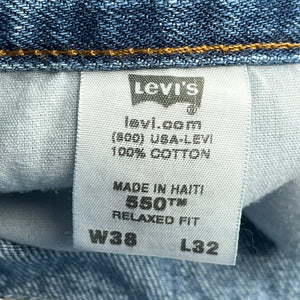 Levi's
®
levi.com
(800) USA-LEVI
100% COTTON
MADE IN HAITI
550™
RELAXED FIT
W38 L32